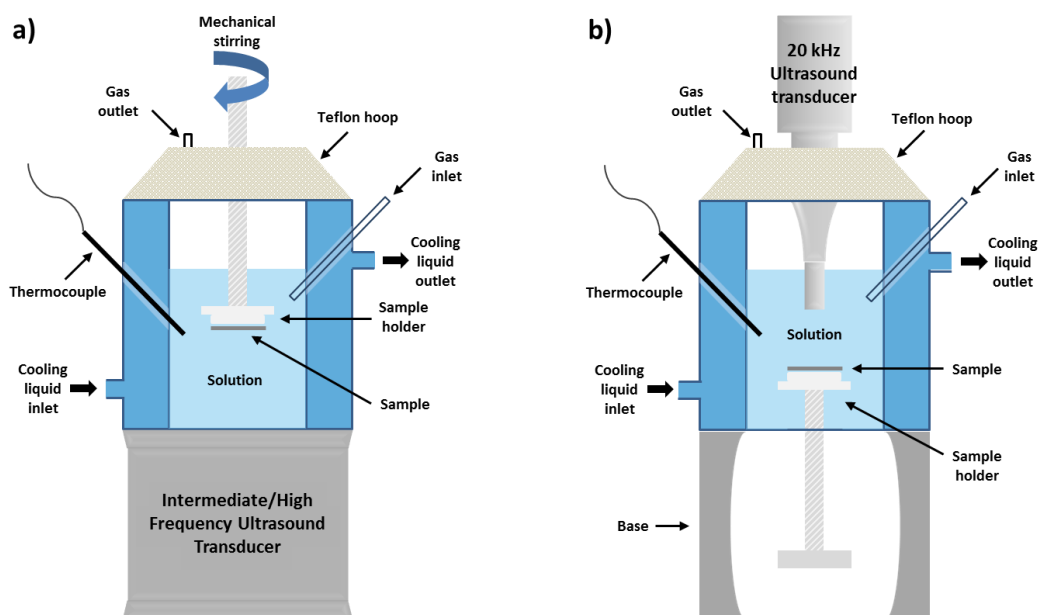 a)
Mechanical
stirring
Gas
outlet
Teflon hoop
Gas
inlet
Cooling
liquid
outlet
Thermocouple
Sample
holder
Solution
Cooling
liquid
inlet
Sample
Intermediate/High
Frequency Ultrasound
Transducer
b)
20 kHz
Ultrasound
transducer
Gas
outlet
Teflon hoop
Gas
inlet
Cooling
liquid
outlet
Thermocouple
Solution
Sample
Cooling
liquid
inlet
Sample
holder
Base